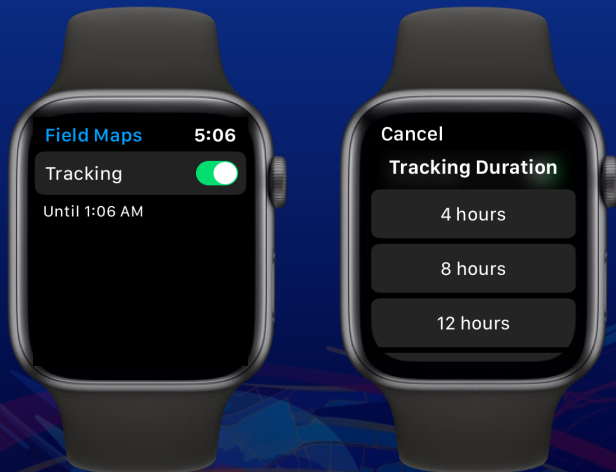 Field Maps 5:06
Tracking
Until 1:06 AM
Cancel
Tracking Duration
4 hours
8 hours
12 hours